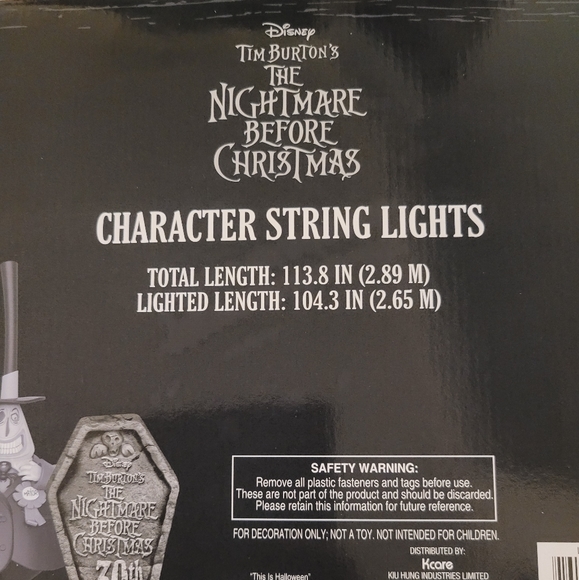 Disney
TIM BURTON'S
THE
NIGHTMARE
BEFORE
CHRISTMAS
CHARACTER STRING LIGHTS
TOTAL LENGTH: 113.8 IN (2.89 M)
LIGHTED LENGTH: 104.3 IN (2.65 M)
Disney
TIM BURTON'S
THE
NIGHTMARE
BEFORE
CHRISTMAS
30th
SAFETY WARNING:
Remove all plastic fasteners and tags before use.
These are not part of the product and should be discarded.
Please retain this information for future reference.
FOR DECORATION ONLY; NOT A TOY. NOT INTENDED FOR CHILDREN.
DISTRIBUTED BY:
Kcare
KIU HUNG INDUSTRIES LIMITED
"This Is Halloween"